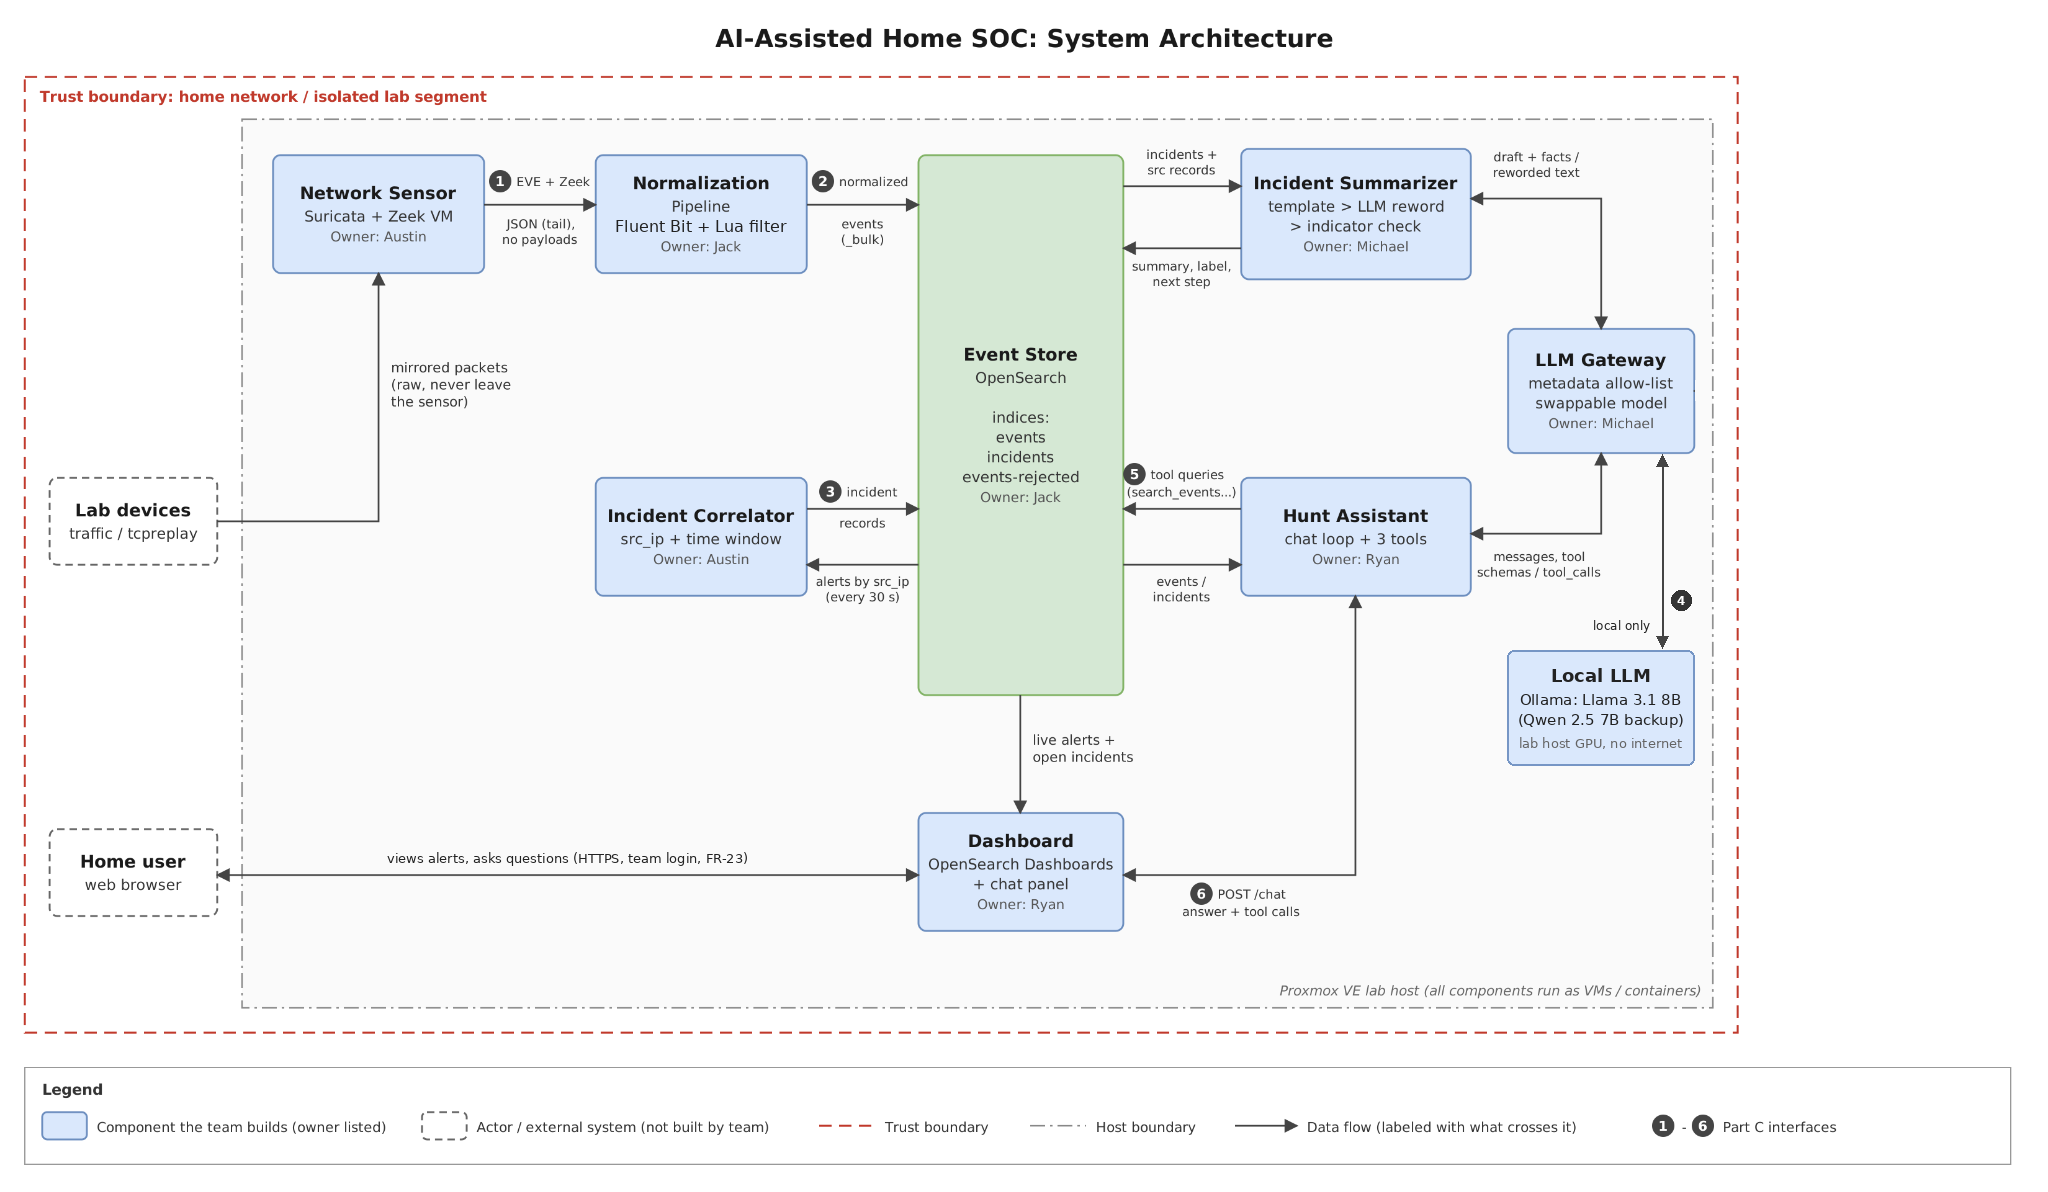 AI-Assisted Home SOC: System Architecture
Trust boundary: home network / isolated lab segment
Network Sensor
Suricata + Zeek VM
Owner: Austin
1 EVE + Zeek
JSON (tail),
no payloads
Normalization
Pipeline
Fluent Bit + Lua filter
Owner: Jack
2 normalized
events
(_bulk)
Event Store
OpenSearch
indices:
events
incidents
events-rejected
Owner: Jack
incidents +
src records
summary, label,
next step
Incident Summarizer
template > LLM reword
> indicator check
Owner: Michael
draft + facts /
reworded text
LLM Gateway
metadata allow-list
swappable model
Owner: Michael
mirrored packets
(raw, never leave
the sensor)
Lab devices
traffic / tcpreplay
Incident Correlator
src_ip + time window
Owner: Austin
3 incident
records
alerts by src_ip
(every 30 s)
5 tool queries
(search_events...)
events /
incidents
Hunt Assistant
chat loop + 3 tools
Owner: Ryan
messages, tool
schemas / tool_calls
4
local only
Local LLM
Ollama: Llama 3.1 8B
(Qwen 2.5 7B backup)
lab host GPU, no internet
live alerts +
open incidents
Home user
web browser
views alerts, asks questions (HTTPS, team login, FR-23)
Dashboard
OpenSearch Dashboards
+ chat panel
Owner: Ryan
6 POST /chat
answer + tool calls
Proxmox VE lab host (all components run as VMs / containers)
Legend
Component the team builds (owner listed)
Actor / external system (not built by team)
Trust boundary
Host boundary
Data flow (labeled with what crosses it)
1 - 6 Part C interfaces